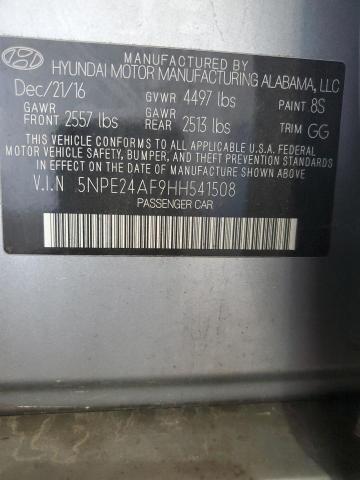 MANUFACTURED BY
HYUNDAI MOTOR MANUFACTURING ALABAMA, LLC
Dec/21/16 GVWR 4497 lbs PAINT 8S
GAWR FRONT 2557 lbs GAWR REAR 2513 lbs TRIM GG
THIS VEHICLE CONFORMS TO ALL APPLICABLE U.S.A. FEDERAL
MOTOR VEHICLE SAFETY, BUMPER, AND THEFT PREVENTION
STANDARDS IN EFFECT ON THE DATE OF MANUFACTURE SHOWN ABOVE.
V.I.N 5NPE24AF9HH541508
PASSENGER CAR